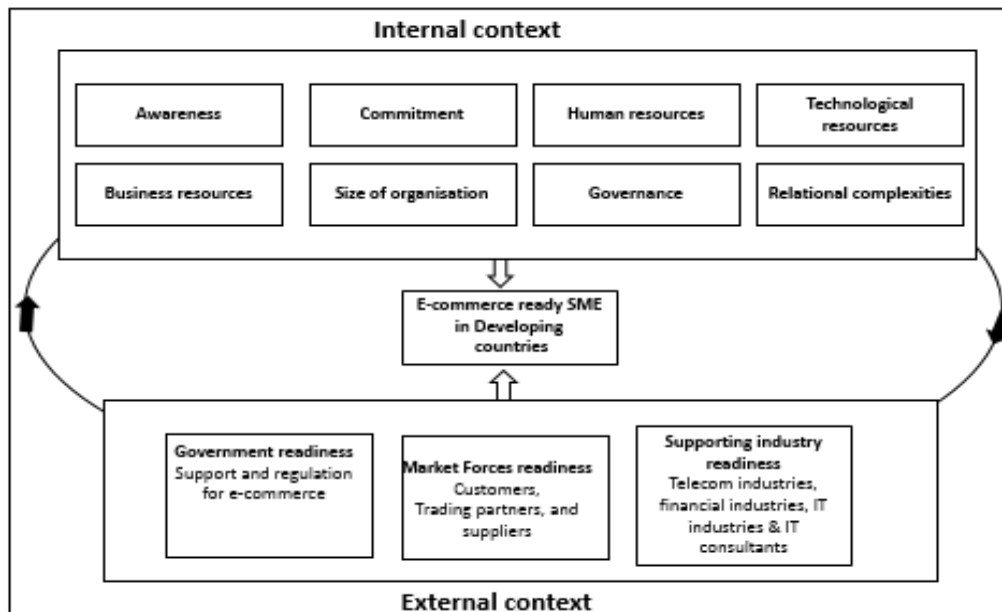 Internal context
Awareness
Commitment
Human resources
Technological
resources
Business resources
Size of organisation
Governance
Relational complexities
E-commerce ready SME
in Developing
countries
Government readiness
Support and regulation
for e-commerce
Market Forces readiness
Customers,
Trading partners, and
suppliers
Supporting industry
readiness
Telecom industries,
financial industries, IT
industries & IT
consultants
External context